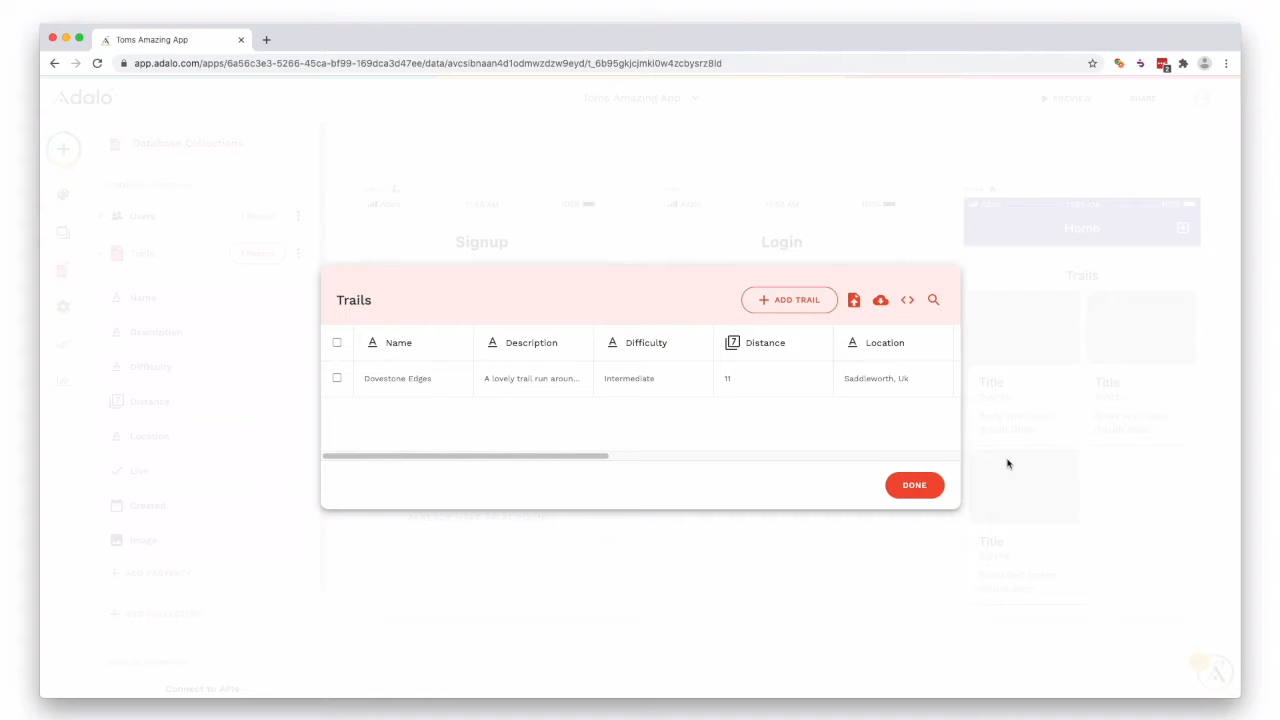 Toms Amazing App
app.adalo.com/apps/6a56c3e3-5266-45ca-bf99-169dca3d47ee/data/avcsibnaan4d1odmwzdzw9eyd/t_6b95gkjcjmki0w4zcbysrz8ld
2
Adalo
Toms Amazing App
PREVIEW
SHARE
Database Collections
Users
Trails
Name
Description
Difficulty
Distance
Location
Live
Created
Image
+ ADD PROPERTY
+ ADD COLLECTION
Connect to APIs
Signup
Login
Home
Trails
Title
Title
Title
Trails
+ ADD TRAIL
Name Description Difficulty Distance Location
Dovestone Edges A lovely trail run aroun... Intermediate 11 Saddleworth, Uk
DONE